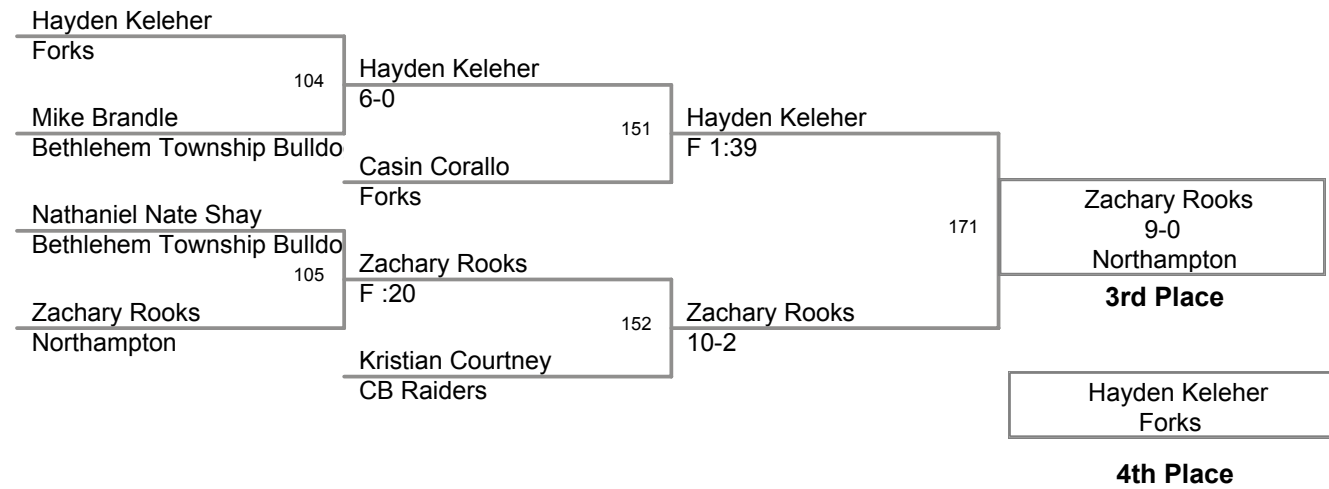 Hayden Keleher
Forks
104
Mike Brandle
Bethlehem Township Bulldo
Nathaniel Nate Shay
Bethlehem Township Bulldo
105
Zachary Rooks
Northampton
Hayden Keleher
6-0
151
Casin Corallo
Forks
Zachary Rooks
F :20
152
Kristian Courtney
CB Raiders
Hayden Keleher
F 1:39
171
Zachary Rooks
10-2
Zachary Rooks
9-0
Northampton
3rd Place
Hayden Keleher
Forks
4th Place